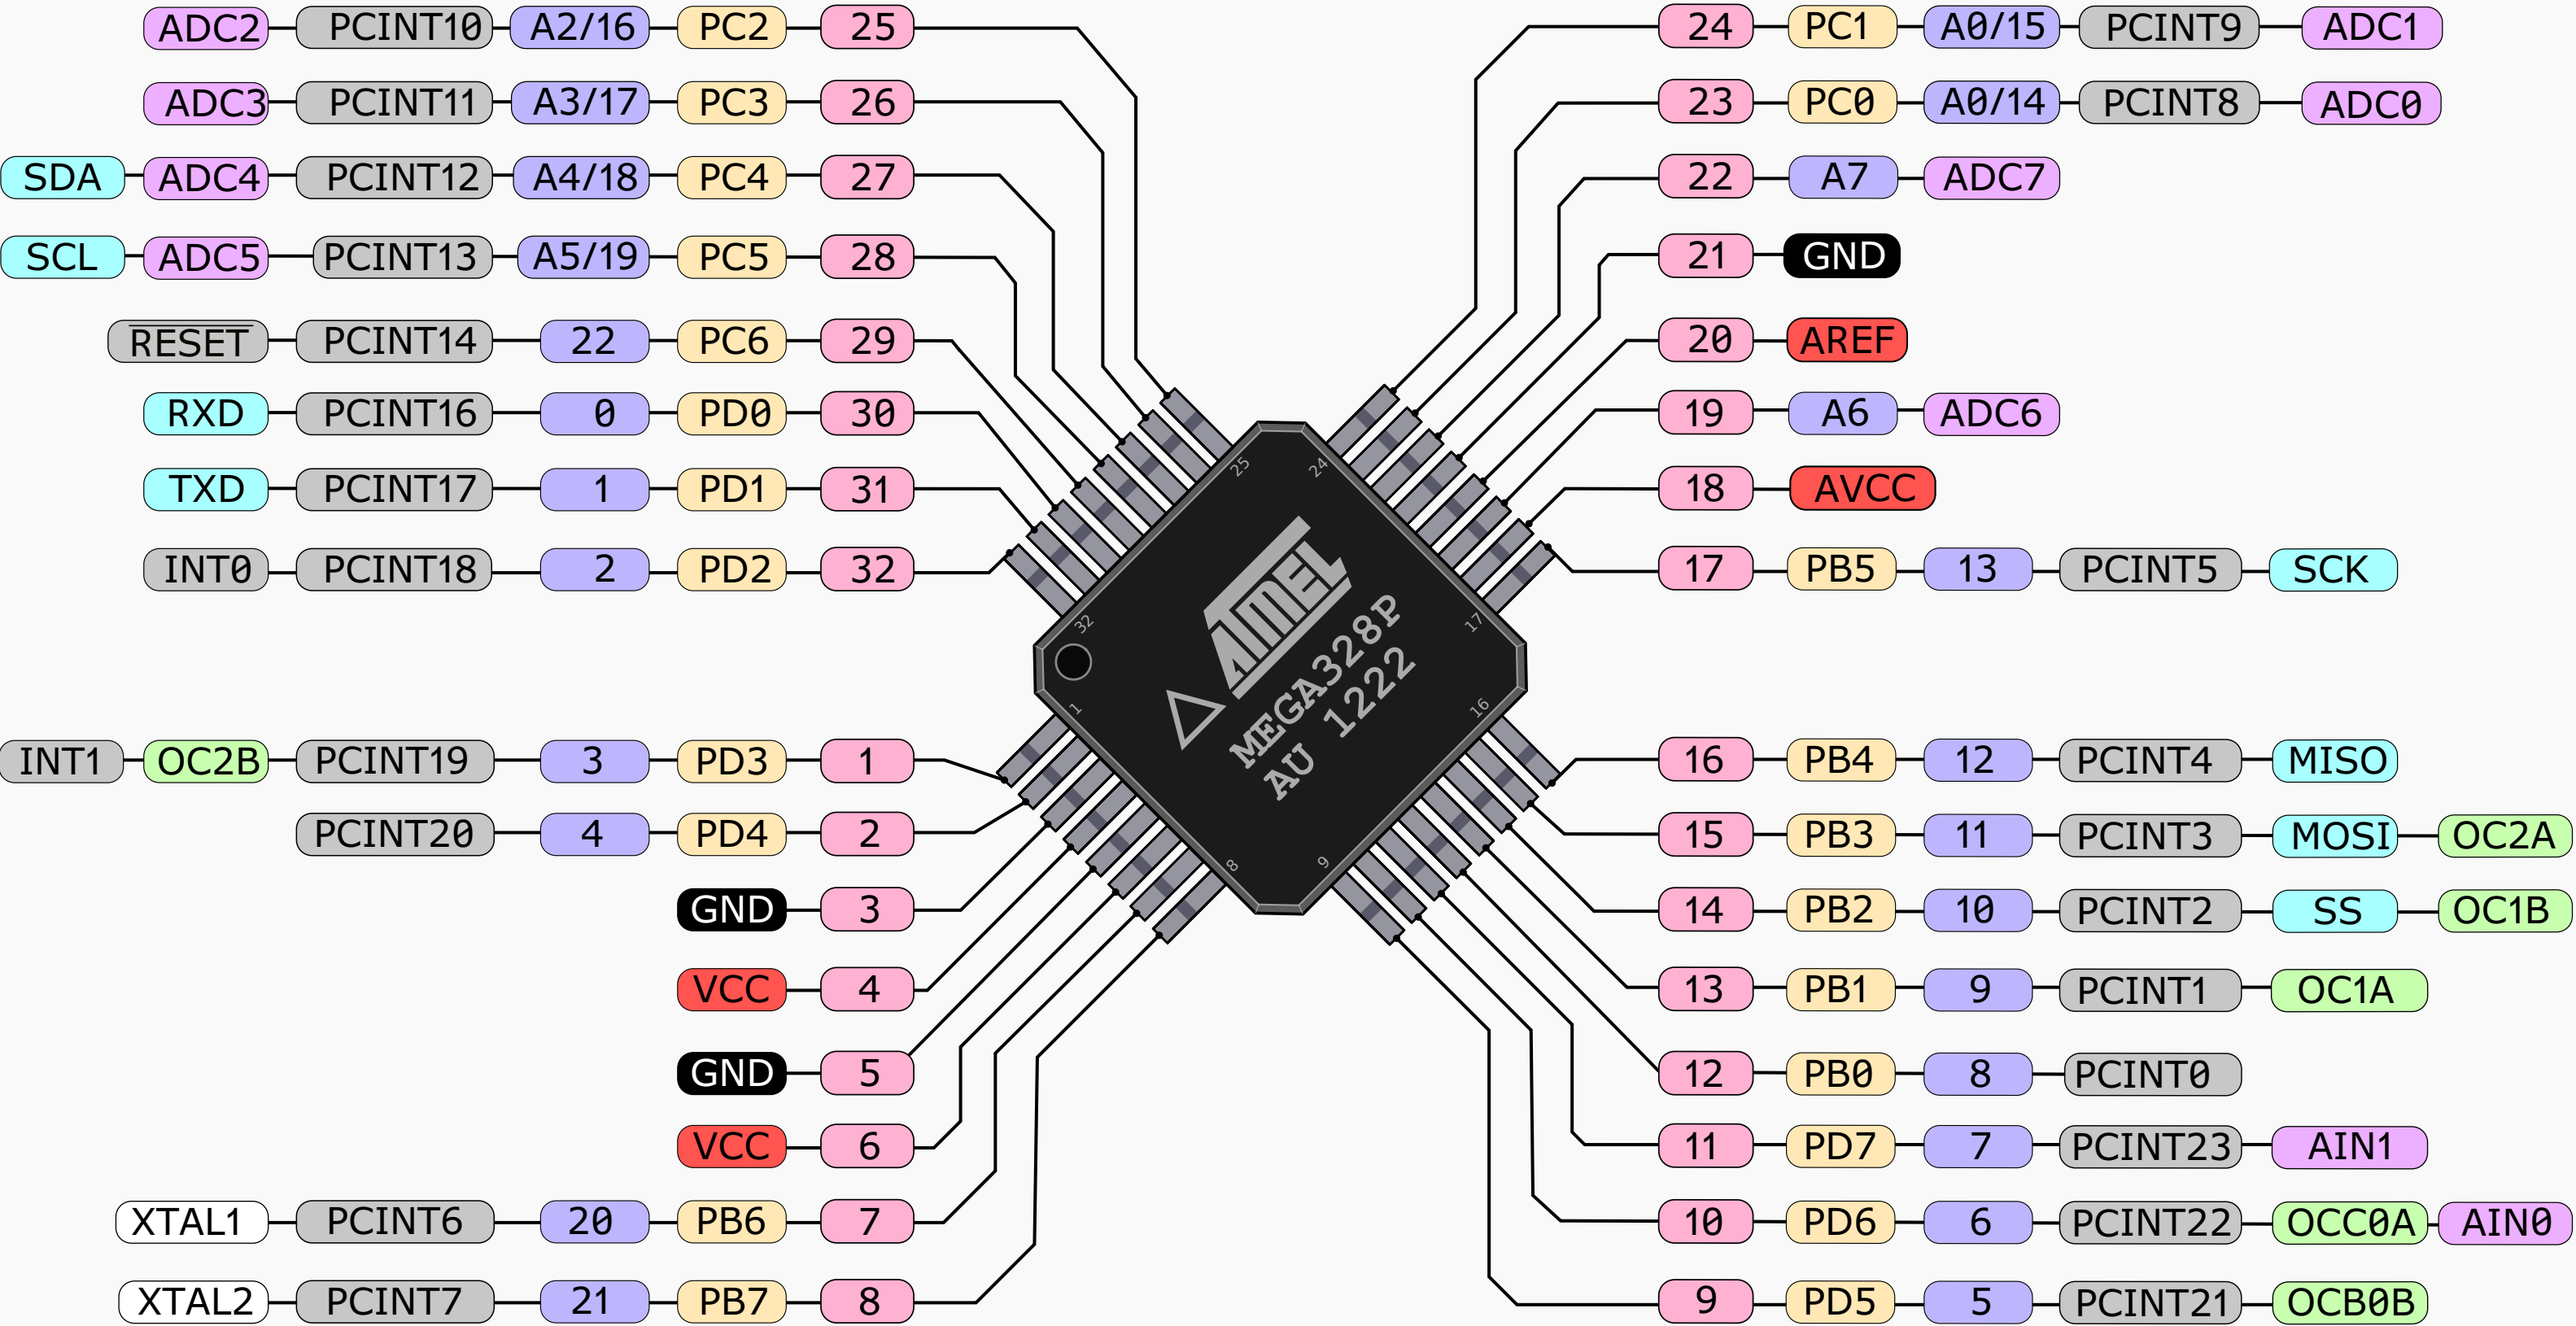 ADC2 PCINT10 A2/16 PC2 25
ADC3 PCINT11 A3/17 PC3 26
SDA ADC4 PCINT12 A4/18 PC4 27
SCL ADC5 PCINT13 A5/19 PC5 28
RESET PCINT14 22 PC6 29
RXD PCINT16 0 PD0 30
TXD PCINT17 1 PD1 31
INT0 PCINT18 2 PD2 32
INT1 OC2B PCINT19 3 PD3 1
PCINT20 4 PD4 2
GND 3
VCC 4
GND 5
VCC 6
XTAL1 PCINT6 20 PB6 7
XTAL2 PCINT7 21 PB7 8
25
24
32
17
1
16
8
9
ATMEL
MEGA328P
AU 1222
24 PC1 A0/15 PCINT9 ADC1
23 PC0 A0/14 PCINT8 ADC0
22 A7 ADC7
21 GND
20 AREF
19 A6 ADC6
18 AVCC
17 PB5 13 PCINT5 SCK
16 PB4 12 PCINT4 MISO
15 PB3 11 PCINT3 MOSI OC2A
14 PB2 10 PCINT2 SS OC1B
13 PB1 9 PCINT1 OC1A
12 PB0 8 PCINT0
11 PD7 7 PCINT23 AIN1
10 PD6 6 PCINT22 OCC0A AIN0
9 PD5 5 PCINT21 OCB0B